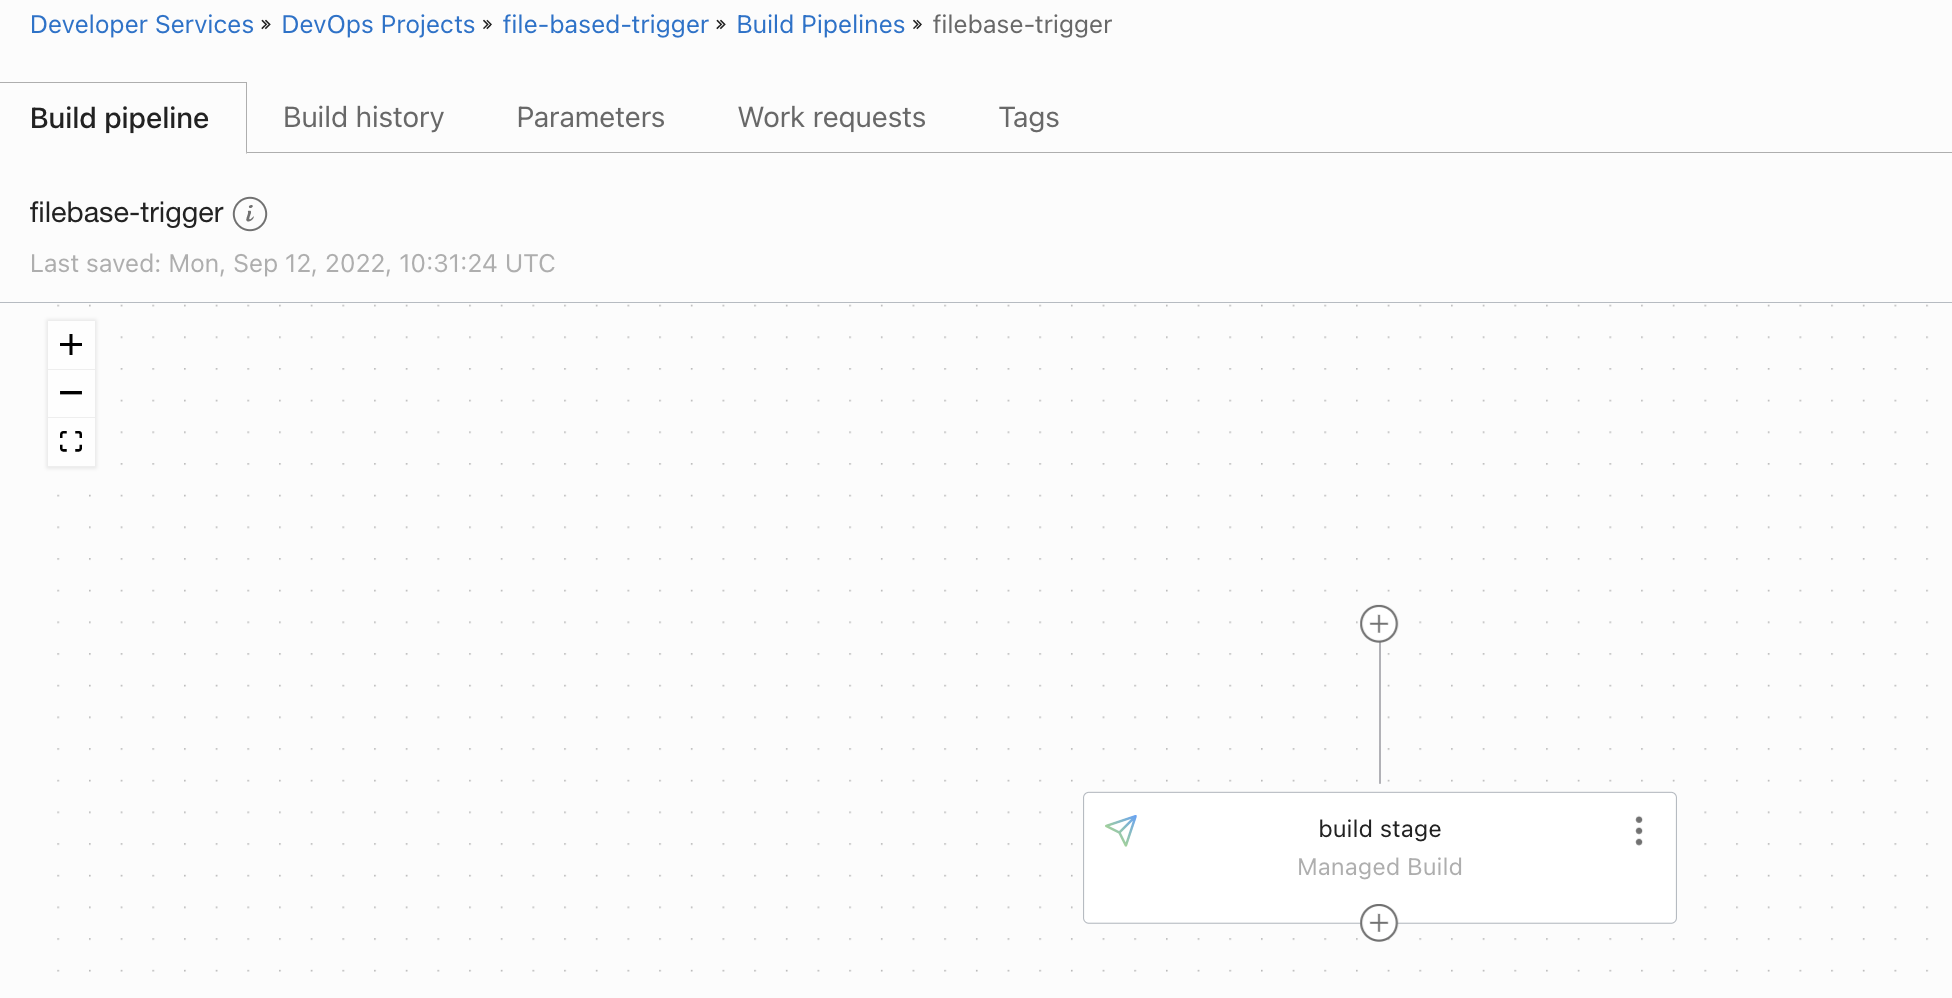 Developer Services » DevOps Projects » file-based-trigger » Build Pipelines » filebase-trigger
Build pipeline Build history Parameters Work requests Tags
filebase-trigger i
Last saved: Mon, Sep 12, 2022, 10:31:24 UTC
build stage
Managed Build